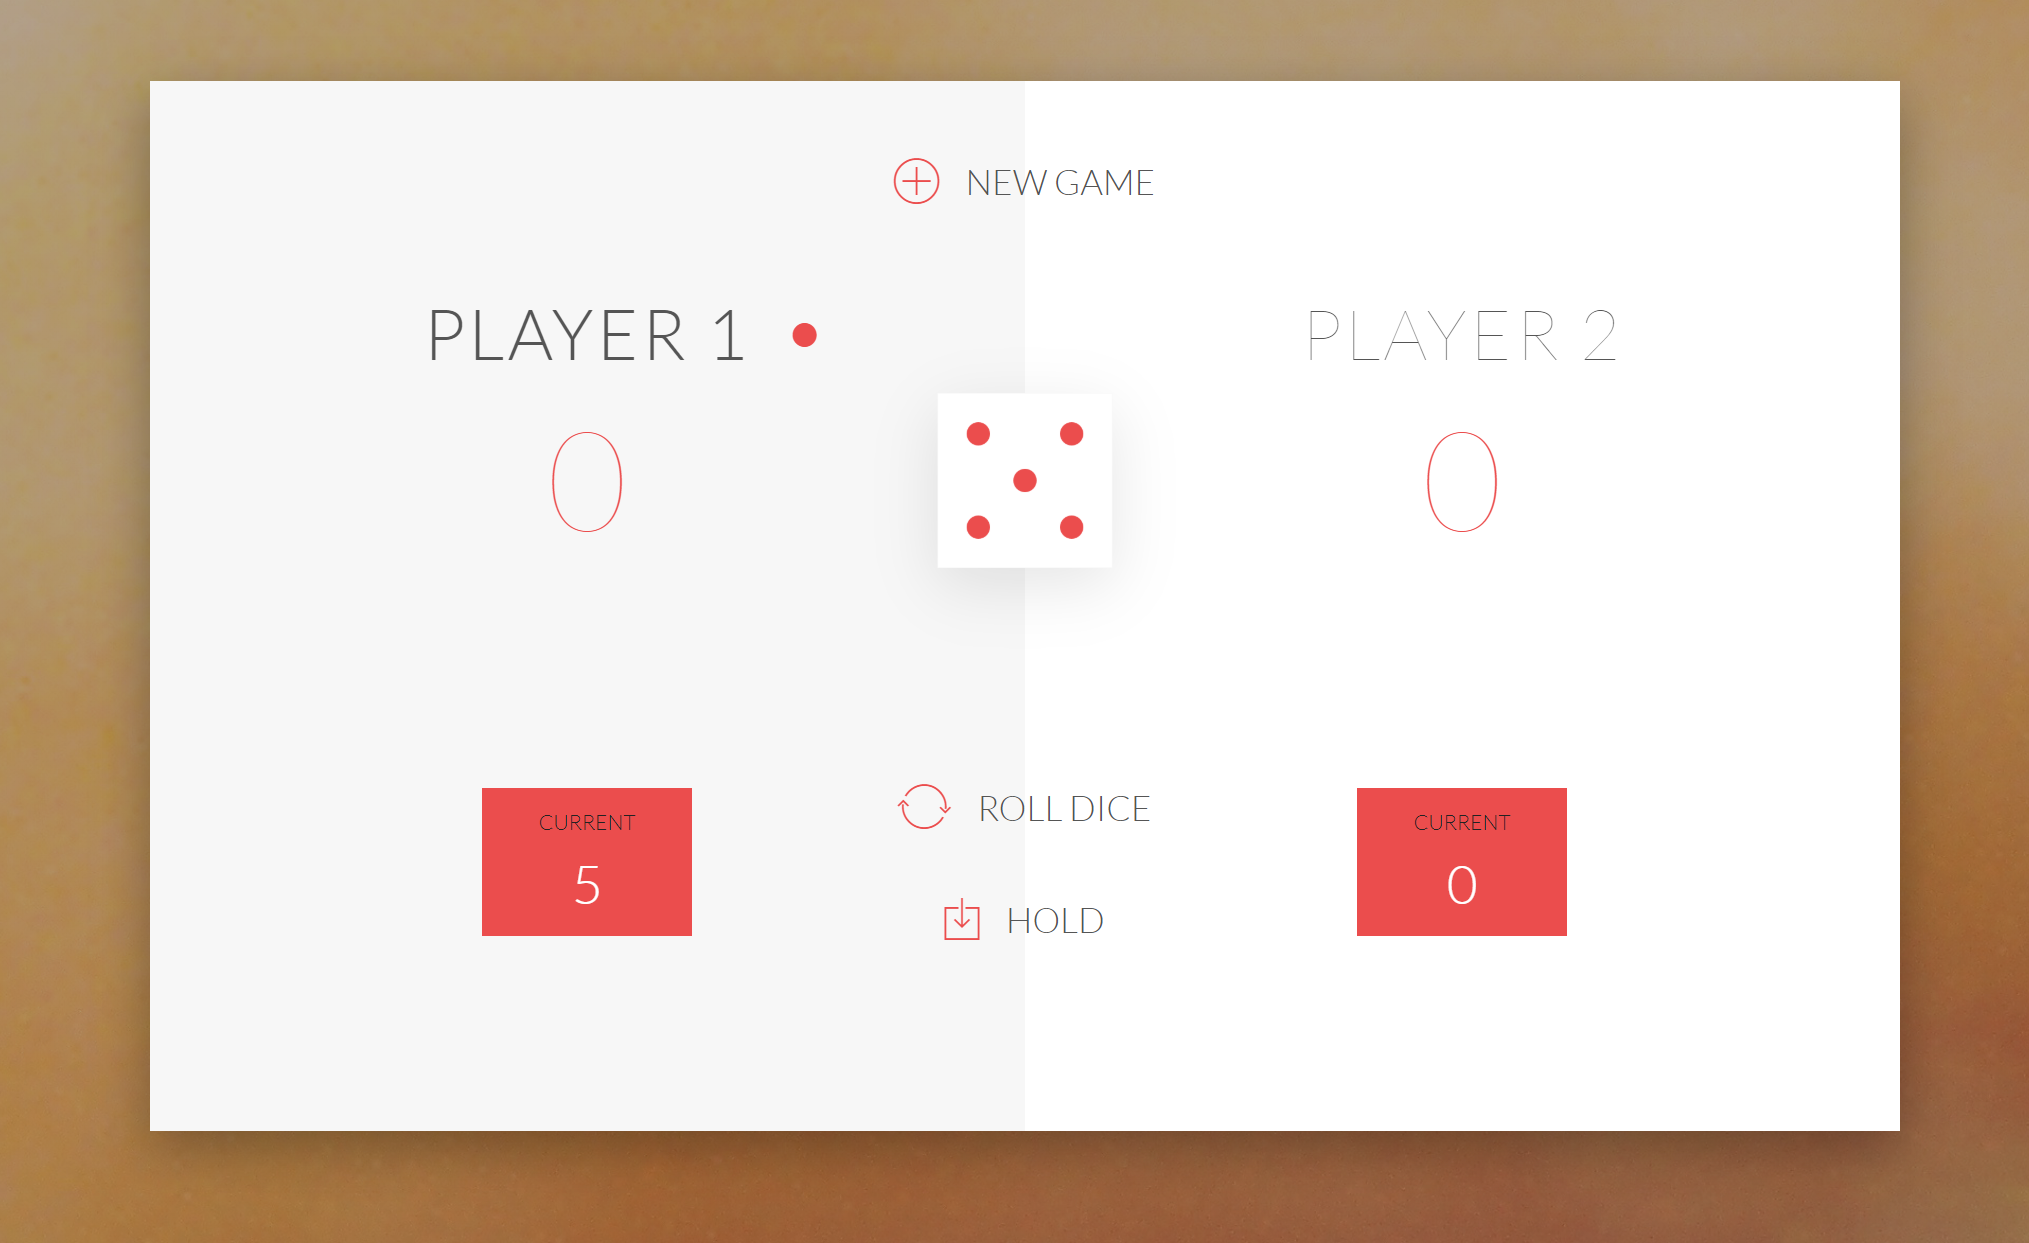 NEW GAME
PLAYER 1
0
PLAYER 2
0
CURRENT
5
ROLL DICE
HOLD
CURRENT
0